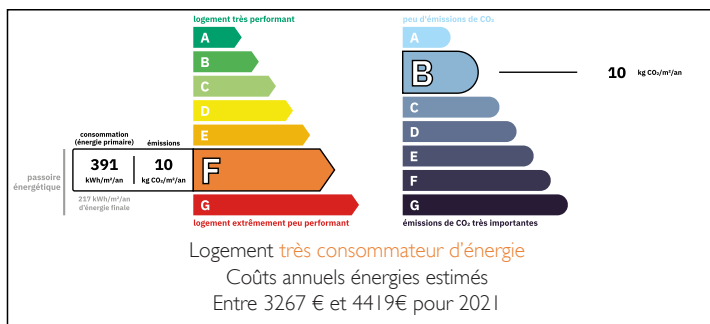 logement très performant
A
B
C
D
E
consommation
(énergie primaire)
émissions
391
kWh/m²/an
10
kg CO₂/m²/an
F
passoire
énergétique
217 kWh/m²/an
d'énergie finale
G
logement extrêmement peu performant
peu d'émissions de CO₂
A
B
10 kg CO₂/m²/an
C
D
E
F
G
émissions de CO₂ très importantes
Logement très consommateur d'énergie
Coûts annuels énergies estimés
Entre 3267 € et 4419€ pour 2021